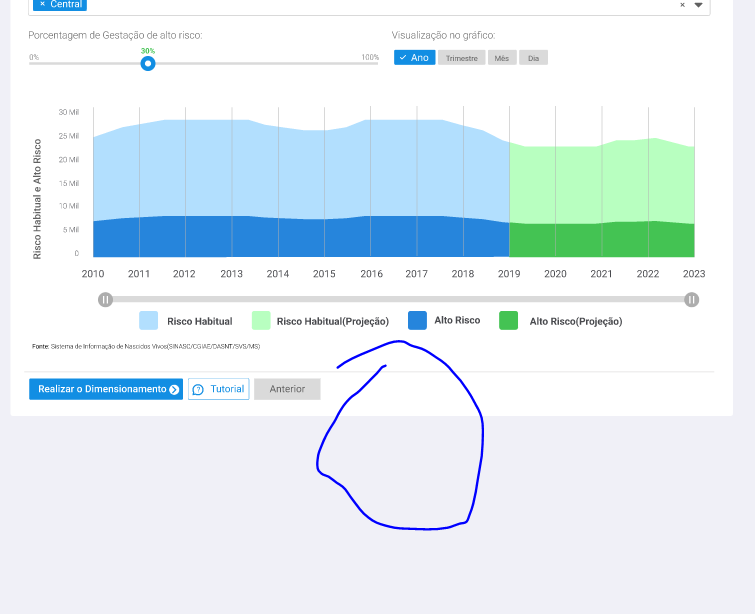 × Central × 
Porcentagem de Gestação de alto risco: Visualização no gráfico:
30%
0% 100%
Ano Trimestre Mês Dia
Risco Habitual e Alto Risco
30 Mil
25 Mil
20 Mil
15 Mil
10 Mil
5 Mil
0
2010 2011 2012 2013 2014 2015 2016 2017 2018 2019 2020 2021 2022 2023
Risco Habitual Risco Habitual(Projeção) Alto Risco Alto Risco(Projeção)
Fonte: Sistema de Informação de Nascidos Vivos(SINASC/CGIAE/DASNT/SVS/MS)
Realizar o Dimensionamento ? Tutorial Anterior